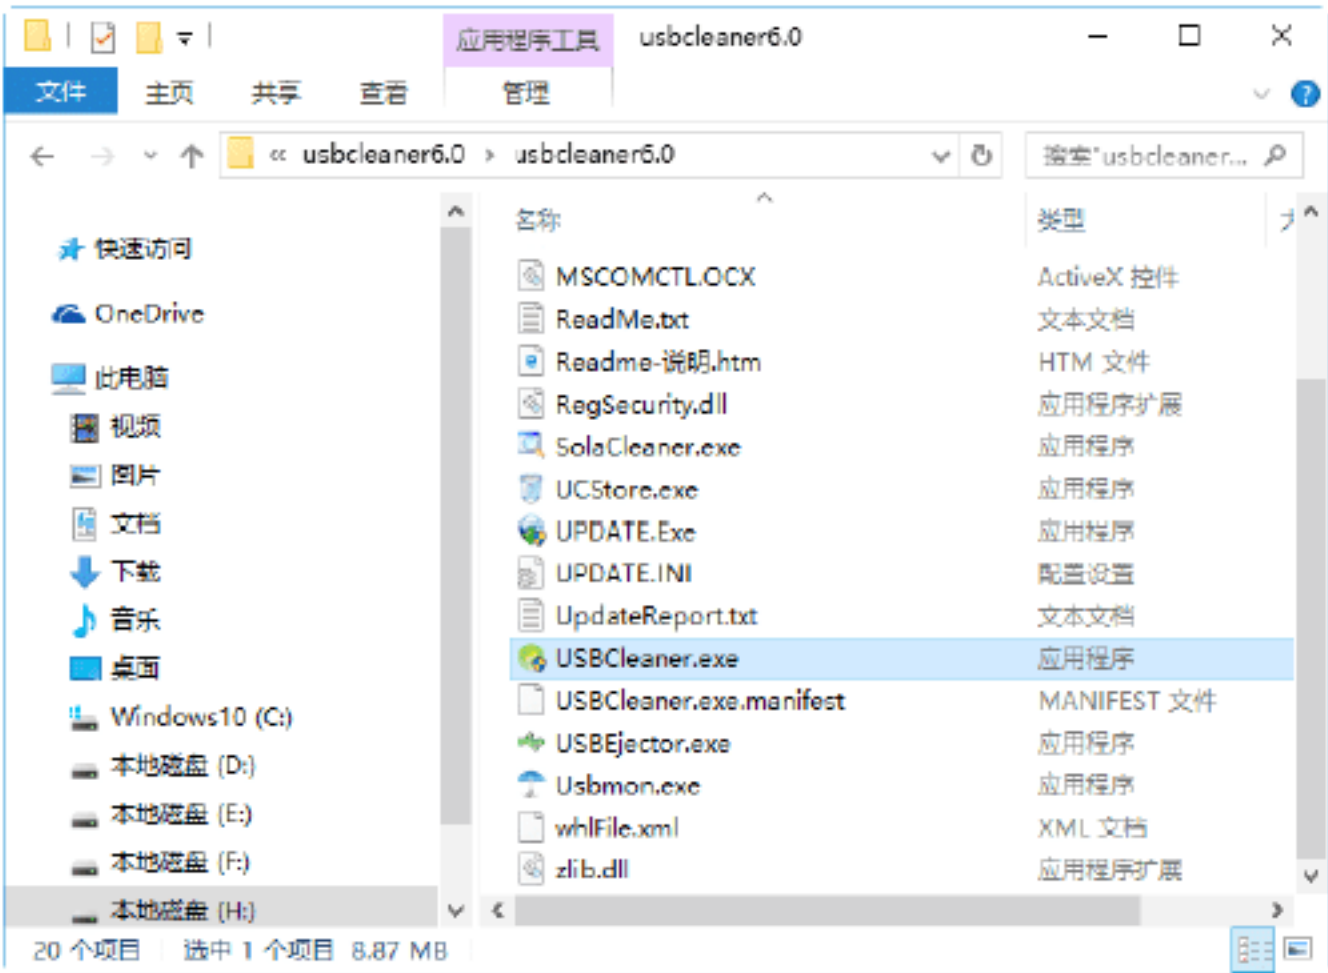 应用程序工具 usbcleaner6.0
文件 主页 共享 查看 管理
« usbcleaner6.0 › usbcleaner6.0 搜索"usbcleaner...
快速访问
OneDrive
此电脑
视频
图片
文档
下载
音乐
桌面
Windows10 (C:)
本地磁盘 (D:)
本地磁盘 (E:)
本地磁盘 (F:)
本地磁盘 (H:)
名称 类型 大
MSCOMCTL.OCX ActiveX 控件
ReadMe.txt 文本文档
Readme-说明.htm HTM 文件
RegSecurity.dll 应用程序扩展
SolaCleaner.exe 应用程序
UCStore.exe 应用程序
UPDATE.Exe 应用程序
UPDATE.INI 配置设置
UpdateReport.txt 文本文档
USBCleaner.exe 应用程序
USBCleaner.exe.manifest MANIFEST 文件
USBEjector.exe 应用程序
Usbmon.exe 应用程序
whlFile.xml XML 文档
zlib.dll 应用程序扩展
20 个项目 选中 1 个项目 8.87 MB